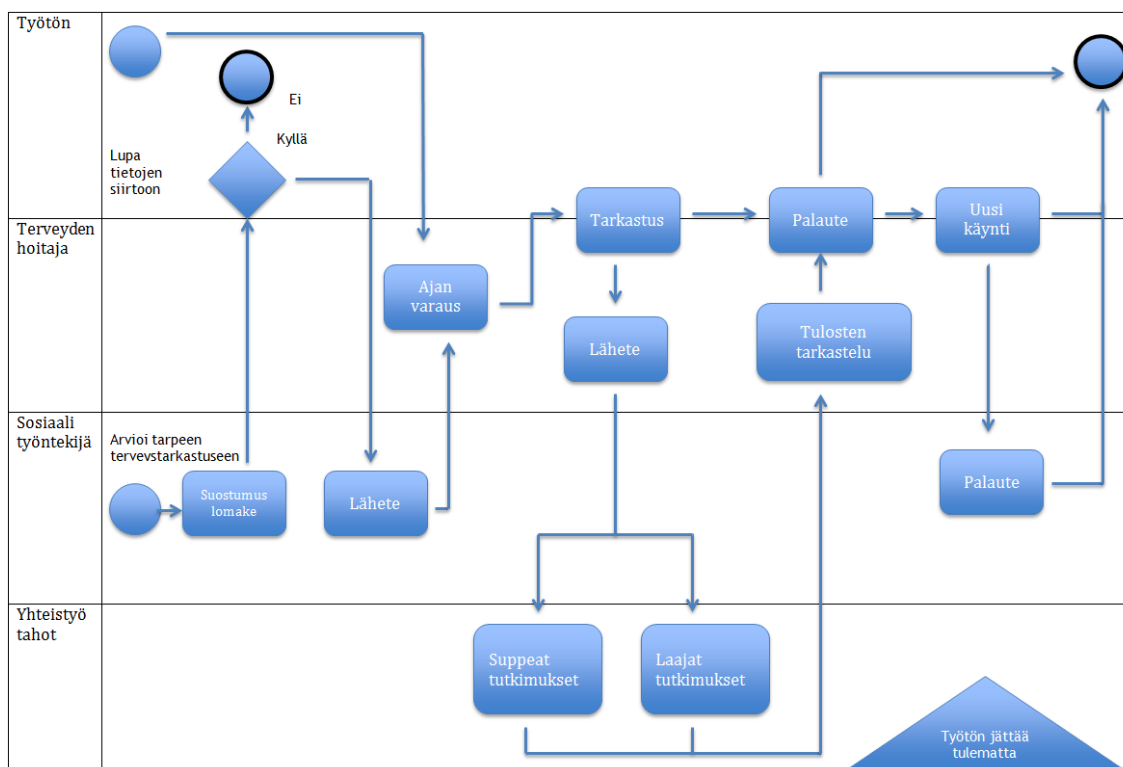 Työtön
Ei
Kyllä
Lupa
tietojen
siirtoon
Terveyden
hoitaja
Tarkastus
Palaute
Uusi
käynti
Ajan
varaus
Lähete
Tulosten
tarkastelu
Sosiaali
työntekijä
Arvioi tarpeen
tervevstarkastuseen
Suostumus
lomake
Lähete
Palaute
Yhteistyö
tahot
Suppeat
tutkimukset
Laajat
tutkimukset
Työtön jättää
tulematta